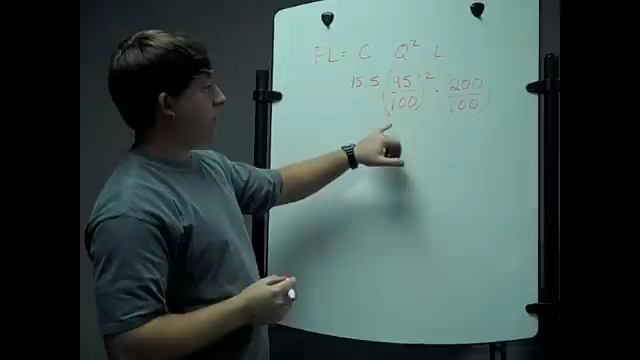 FL= C Q² L
15.5 (95/100)² · (200/100)